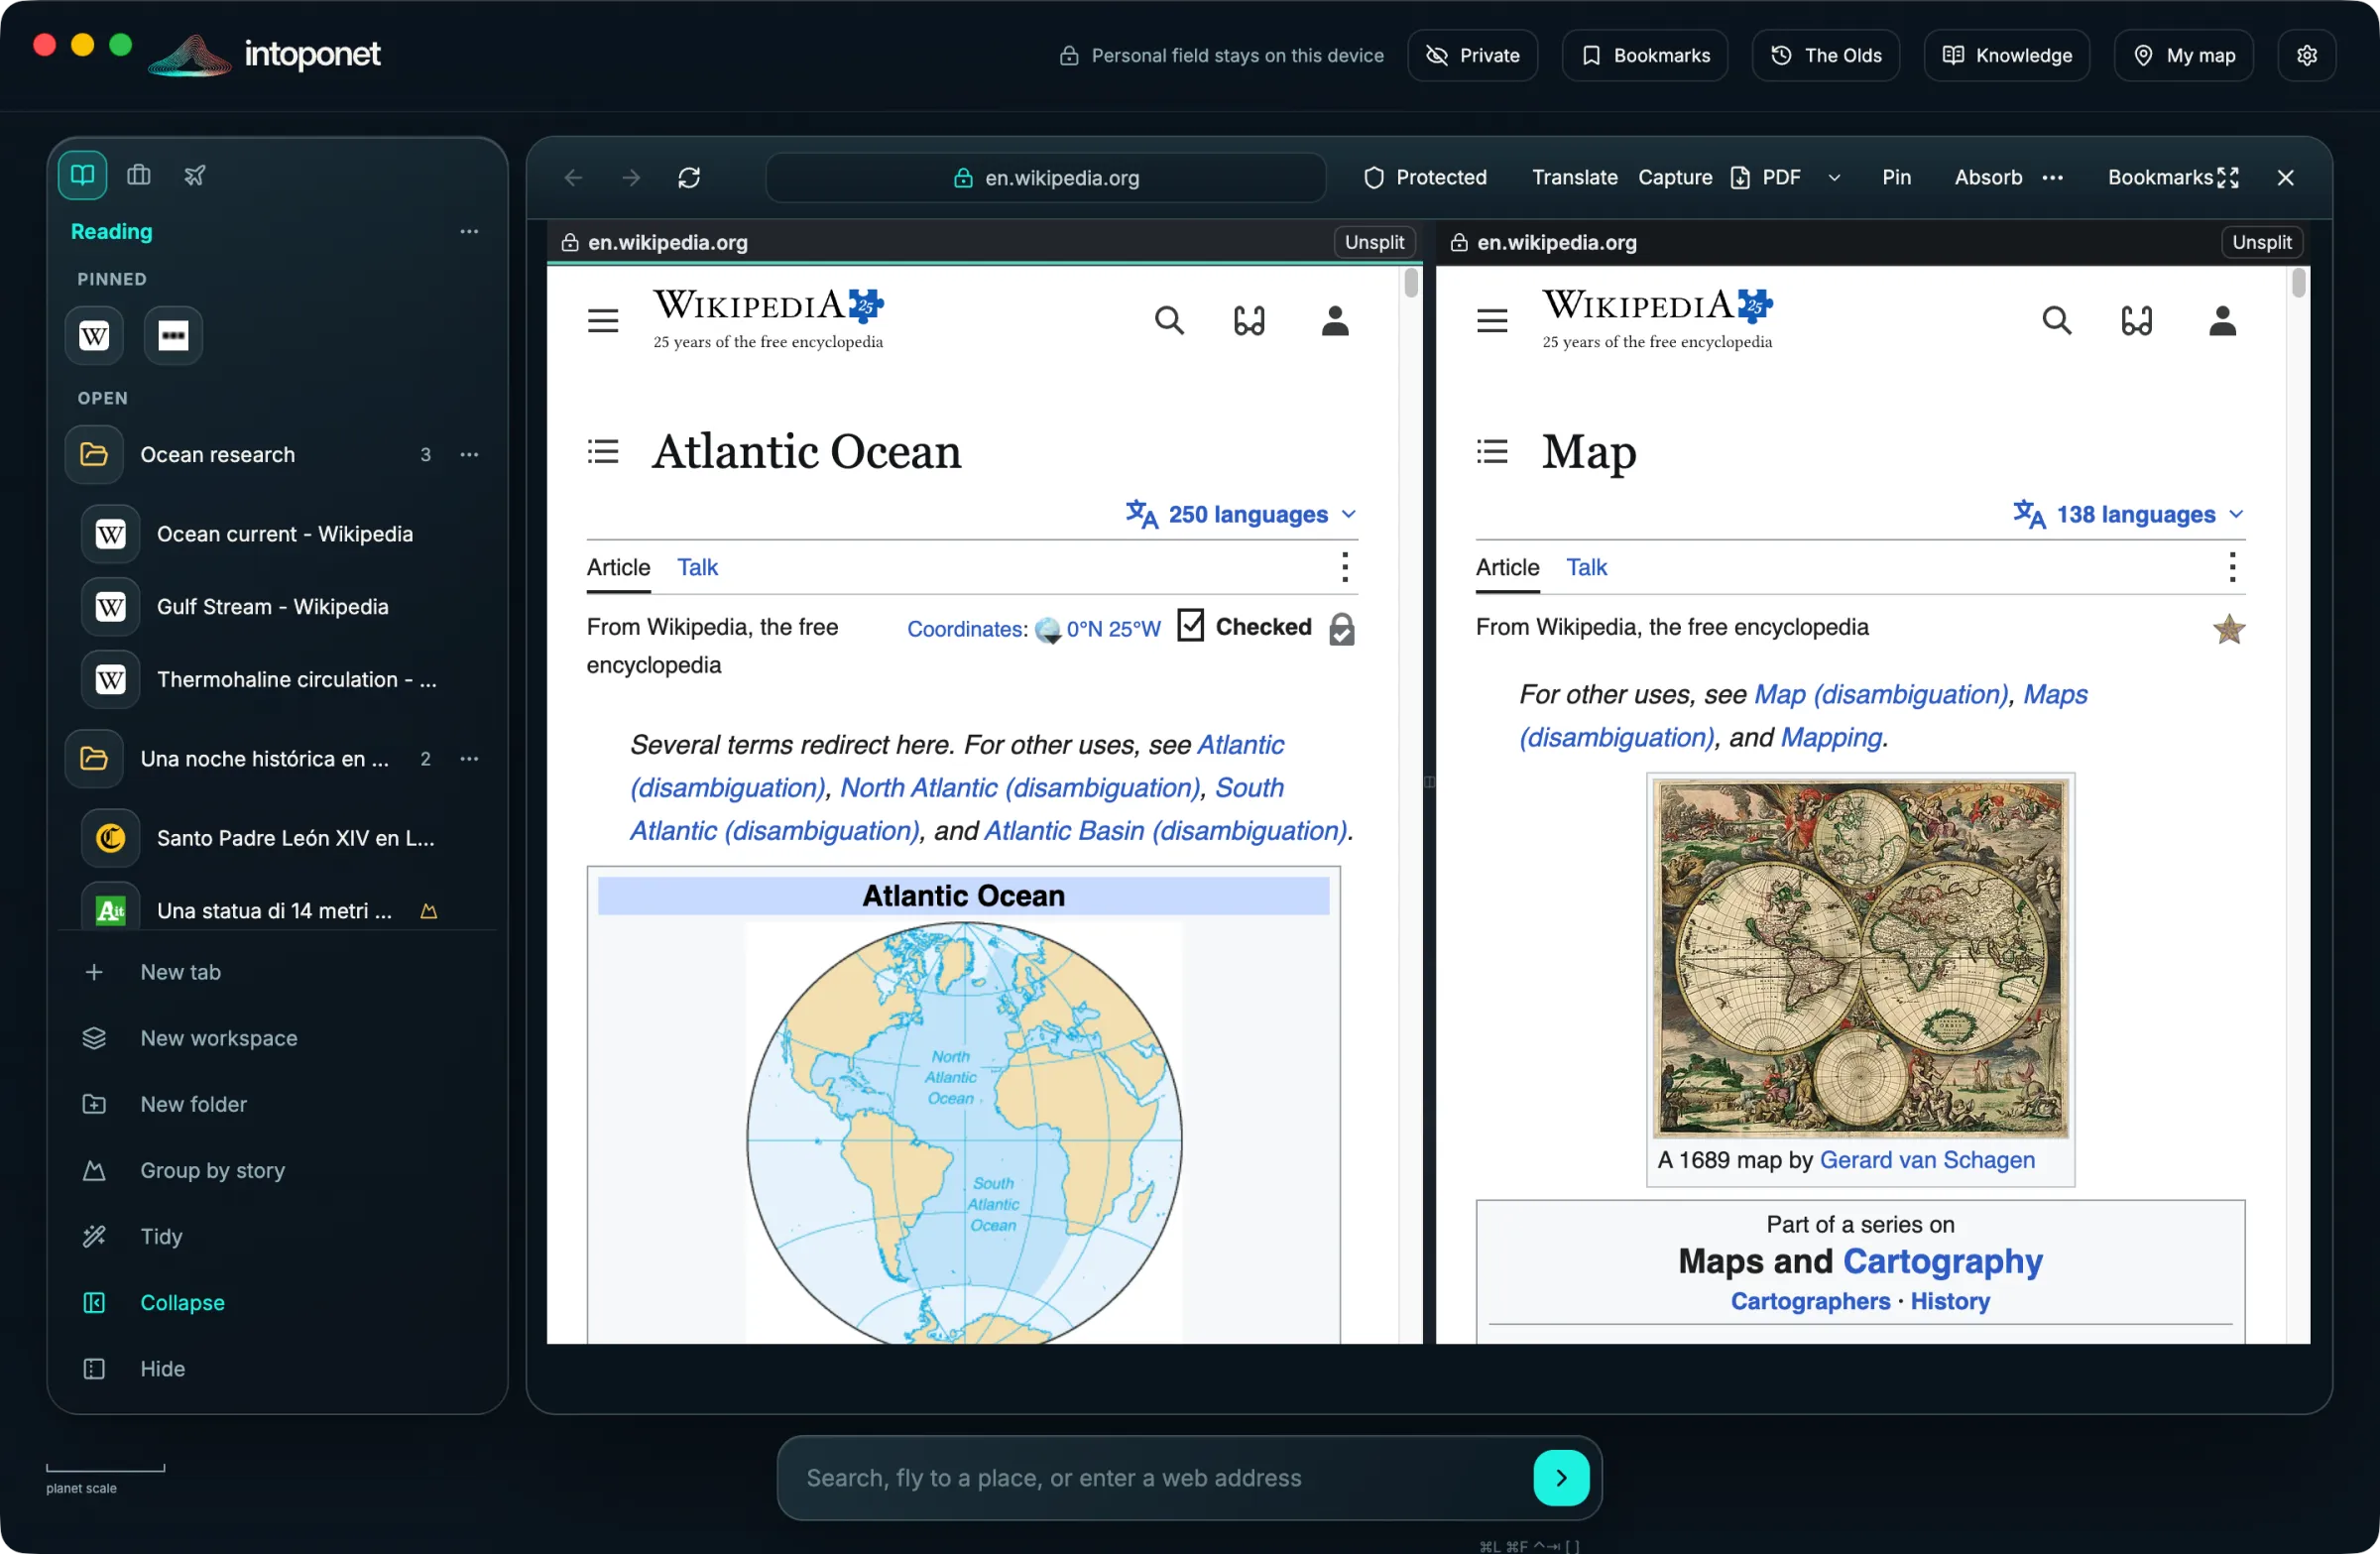 intoponet
Personal field stays on this device
Private
Bookmarks
The Olds
Knowledge
My map
Reading
PINNED
OPEN
Ocean research 3
Ocean current - Wikipedia
Gulf Stream - Wikipedia
Thermohaline circulation - ...
Una noche histórica en ... 2
Santo Padre León XIV en L...
Una statua di 14 metri ...
New tab
New workspace
New folder
Group by story
Tidy
Collapse
Hide
planet scale
en.wikipedia.org
Protected
Translate
Capture
PDF
Pin
Absorb
Bookmarks
en.wikipedia.org
Unsplit
WIKIPEDIA 25
25 years of the free encyclopedia
Atlantic Ocean
250 languages
Article Talk
From Wikipedia, the free
encyclopedia
Coordinates: 0°N 25°W
Checked
Several terms redirect here. For other uses, see Atlantic
(disambiguation), North Atlantic (disambiguation), South
Atlantic (disambiguation), and Atlantic Basin (disambiguation).
Atlantic Ocean
North
Atlantic
Ocean
South
Atlantic
Ocean
en.wikipedia.org
Unsplit
WIKIPEDIA 25
25 years of the free encyclopedia
Map
138 languages
Article Talk
From Wikipedia, the free encyclopedia
For other uses, see Map (disambiguation), Maps
(disambiguation), and Mapping.
A 1689 map by Gerard van Schagen
Part of a series on
Maps and Cartography
Cartographers · History
Search, fly to a place, or enter a web address
⌘L ⌘F ^⇥ [ ]